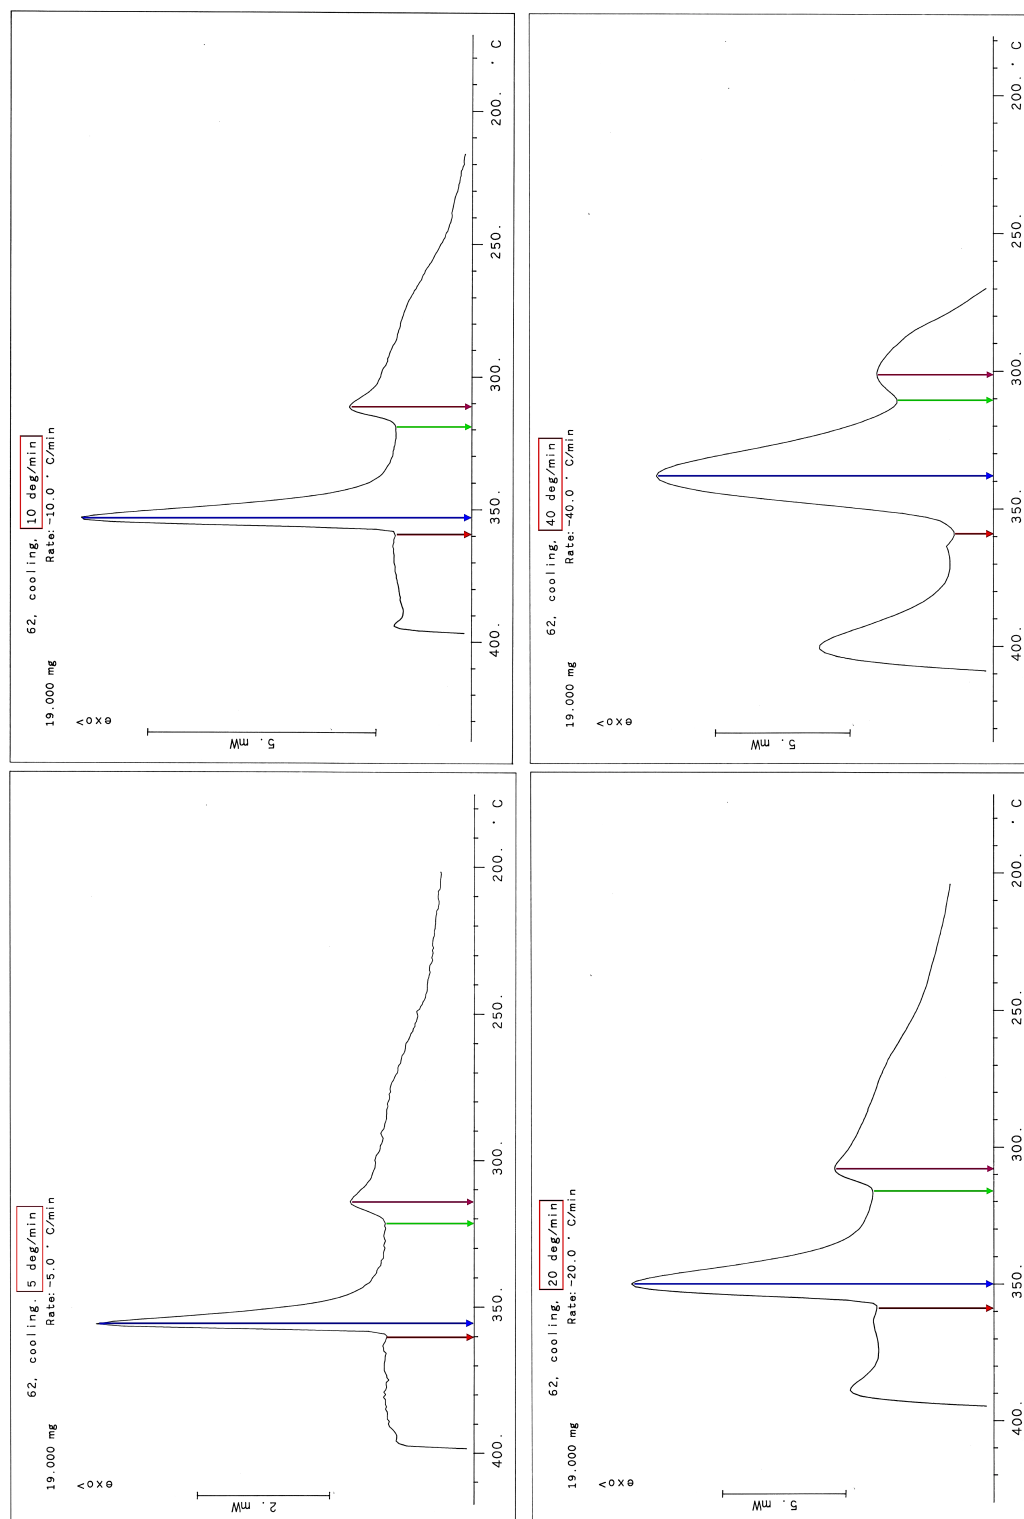 62, cooling, 10 deg/min
Rate: -10.0 ° C/min
19.000 mg
exo>
5. mW
400.
350.
300.
250.
200.
° C
62, cooling, 40 deg/min
Rate: -40.0 ° C/min
19.000 mg
exo>
5. mW
400.
350.
300.
250.
200.
° C
62, cooling, 5 deg/min
Rate: -5.0 ° C/min
19.000 mg
exo>
2. mW
400.
350.
300.
250.
200.
° C
62, cooling, 20 deg/min
Rate: -20.0 ° C/min
19.000 mg
exo>
5. mW
400.
350.
300.
250.
200.
° C